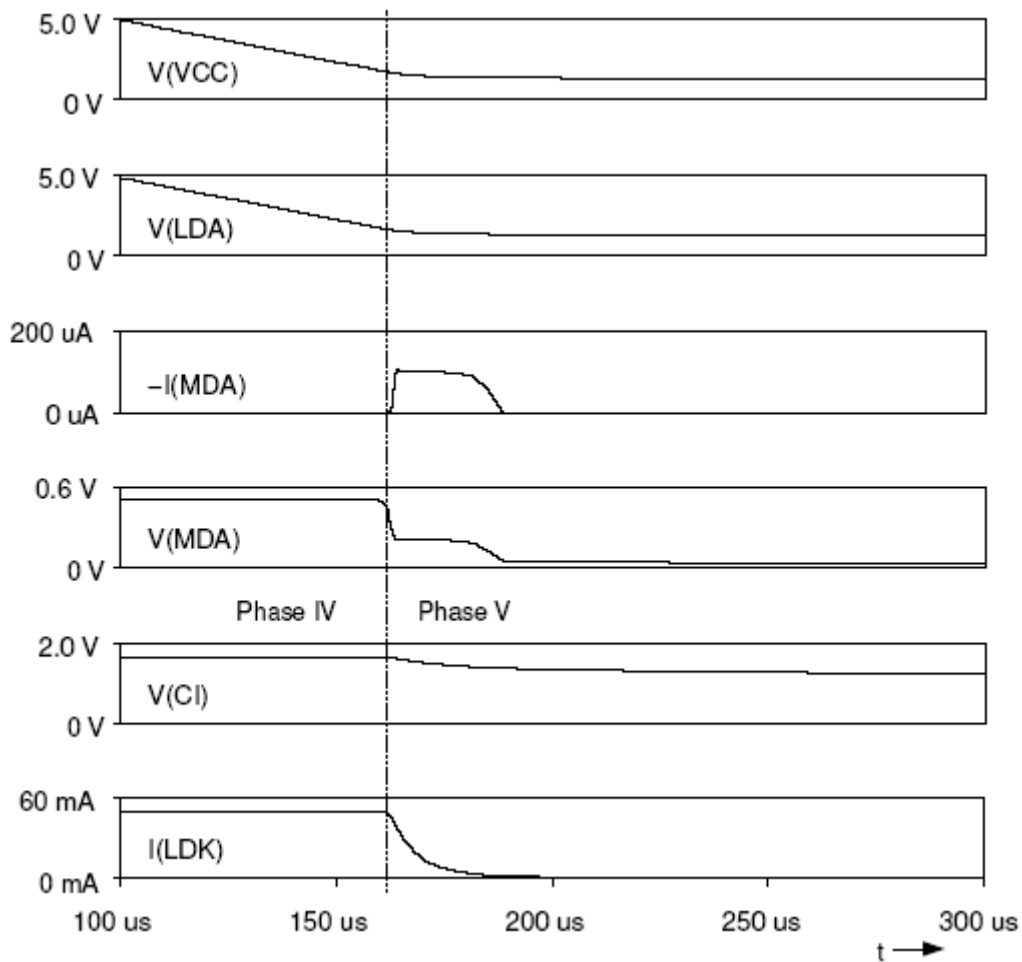 5.0 V
V(VCC)
0 V
5.0 V
V(LDA)
0 V
200 uA
–I(MDA)
0 uA
0.6 V
V(MDA)
0 V
Phase IV Phase V
2.0 V
V(CI)
0 V
60 mA
I(LDK)
0 mA
100 us 150 us 200 us 250 us 300 us
t